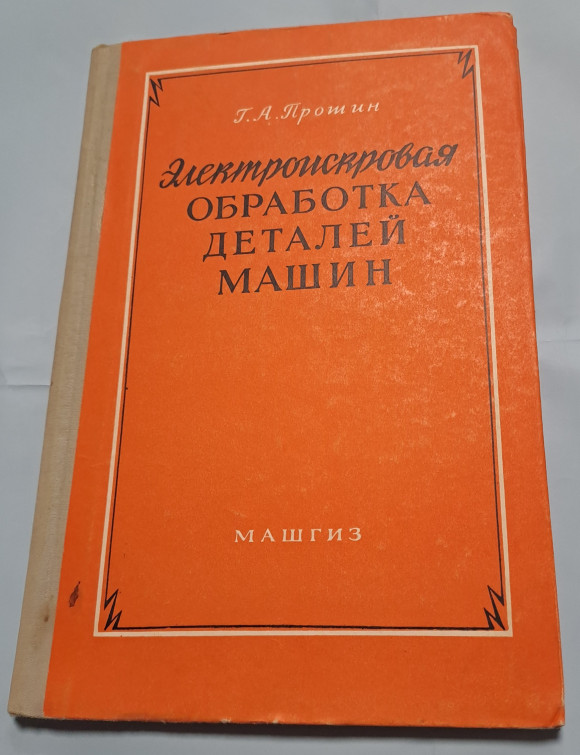 Г.А.Прошин
Электроискровая
ОБРАБОТКА
ДЕТАЛЕЙ
МАШИН
МАШГИЗ